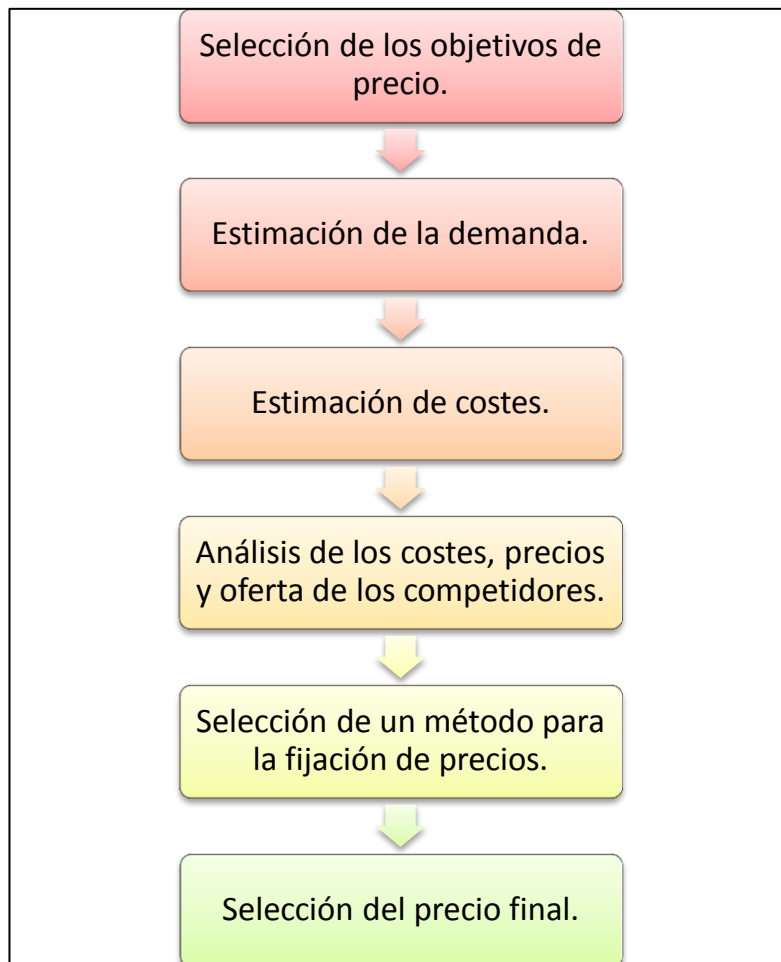 Selección de los objetivos de
precio.
Estimación de la demanda.
Estimación de costes.
Análisis de los costes, precios
y oferta de los competidores.
Selección de un método para
la fijación de precios.
Selección del precio final.